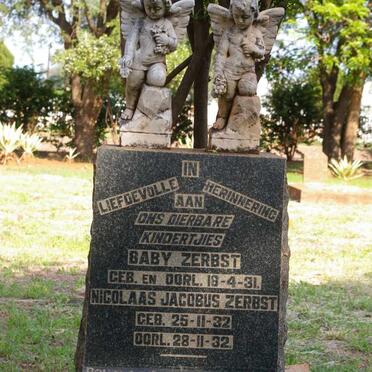 IN
LIEFDEVOLLE HERINNERING
AAN
ONS DIERBARE
KINDERTJIES
BABY ZERBST
GEB. EN OORL. 19-4-31.
NICOLAAS JACOBUS ZERBST
GEB. 25-11-32
OORL. 28-11-32